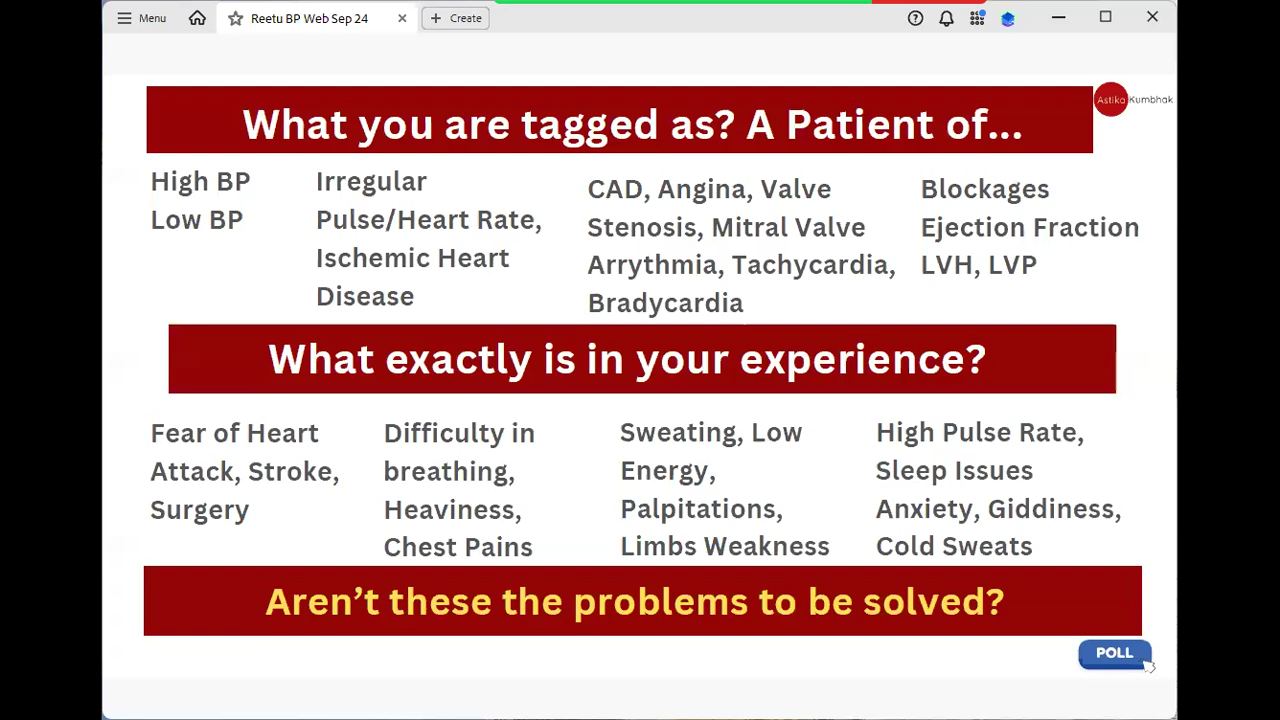 Menu
Reetu BP Web Sep 24
Create
What you are tagged as? A Patient of...
Astika Kumbhak
High BP
Low BP
Irregular
Pulse/Heart Rate,
Ischemic Heart
Disease
CAD, Angina, Valve
Stenosis, Mitral Valve
Arrythmia, Tachycardia,
Bradycardia
Blockages
Ejection Fraction
LVH, LVP
What exactly is in your experience?
Fear of Heart
Attack, Stroke,
Surgery
Difficulty in
breathing,
Heaviness,
Chest Pains
Sweating, Low
Energy,
Palpitations,
Limbs Weakness
High Pulse Rate,
Sleep Issues
Anxiety, Giddiness,
Cold Sweats
Aren’t these the problems to be solved?
POLL